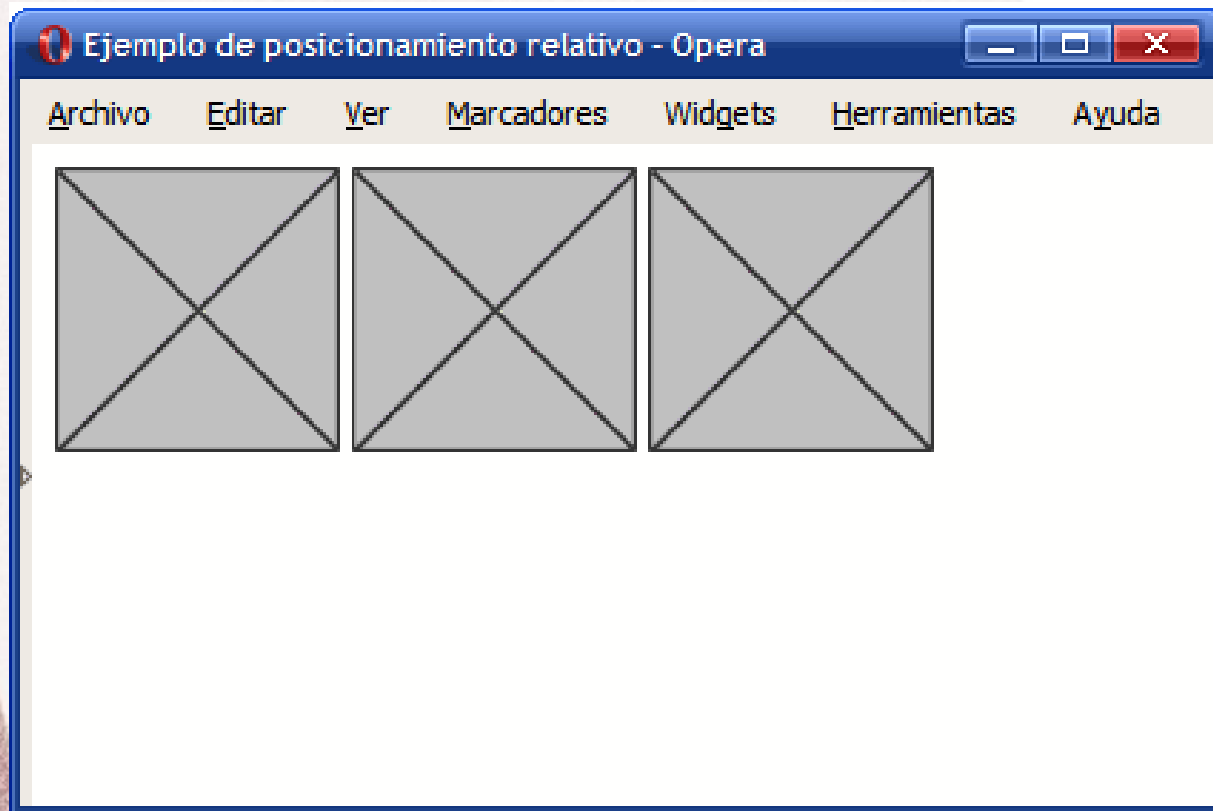 Ejemplo de posicionamiento relativo - Opera
Archivo Editar Ver Marcadores Widgets Herramientas Ayuda